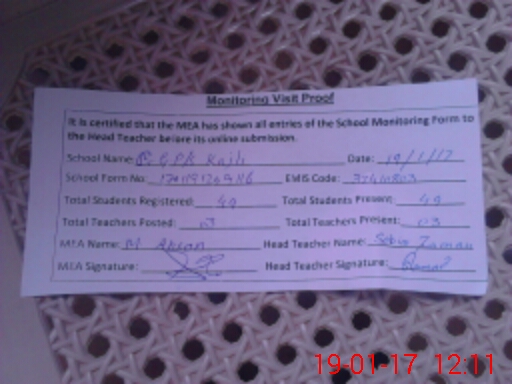 Monitoring Visit Proof
It is certified that the MEA has shown all entries of the School Monitoring Form to
the Head Teacher before its online submission.
School Name: Date: 19/1/17
School Form No: EMIS Code:
Total Students Registered: 49 Total Students Present: 49
Total Teachers Posted: 03 Total Teachers Present: 03
MEA Name: M Ahsan Head Teacher Name: Zaman
MEA Signature: Head Teacher Signature:
19-01-17 12:11